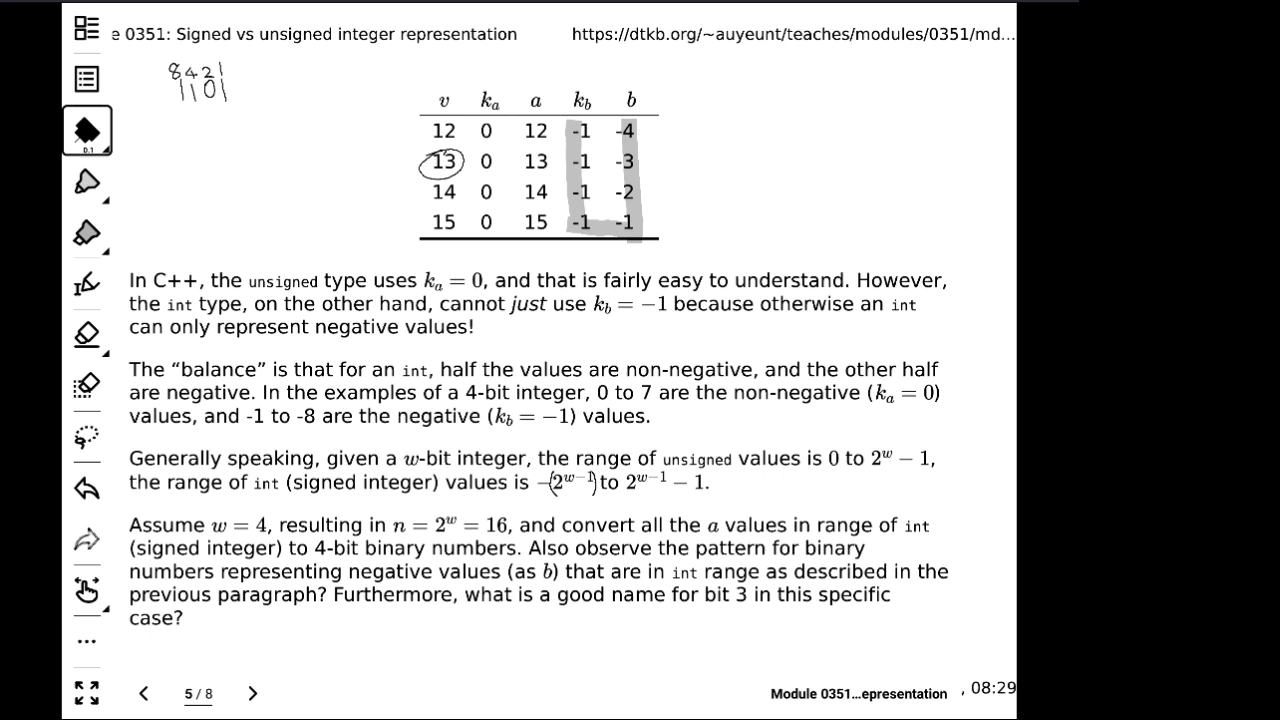 e 0351: Signed vs unsigned integer representation https://dtkb.org/~auyeunt/teaches/modules/0351/md...
8421
1101
v kₐ a k_b b
12 0 12 -1 -4
13 0 13 -1 -3
14 0 14 -1 -2
15 0 15 -1 -1
In C++, the unsigned type uses kₐ = 0, and that is fairly easy to understand. However,
the int type, on the other hand, cannot just use k_b = −1 because otherwise an int
can only represent negative values!
The “balance” is that for an int, half the values are non-negative, and the other half
are negative. In the examples of a 4-bit integer, 0 to 7 are the non-negative (kₐ = 0)
values, and -1 to -8 are the negative (k_b = −1) values.
Generally speaking, given a w-bit integer, the range of unsigned values is 0 to 2^w − 1,
the range of int (signed integer) values is −(2^(w−1)) to 2^(w−1) − 1.
Assume w = 4, resulting in n = 2^w = 16, and convert all the a values in range of int
(signed integer) to 4-bit binary numbers. Also observe the pattern for binary
numbers representing negative values (as b) that are in int range as described in the
previous paragraph? Furthermore, what is a good name for bit 3 in this specific
case?
0.1
5 / 8
Module 0351...epresentation , 08:29